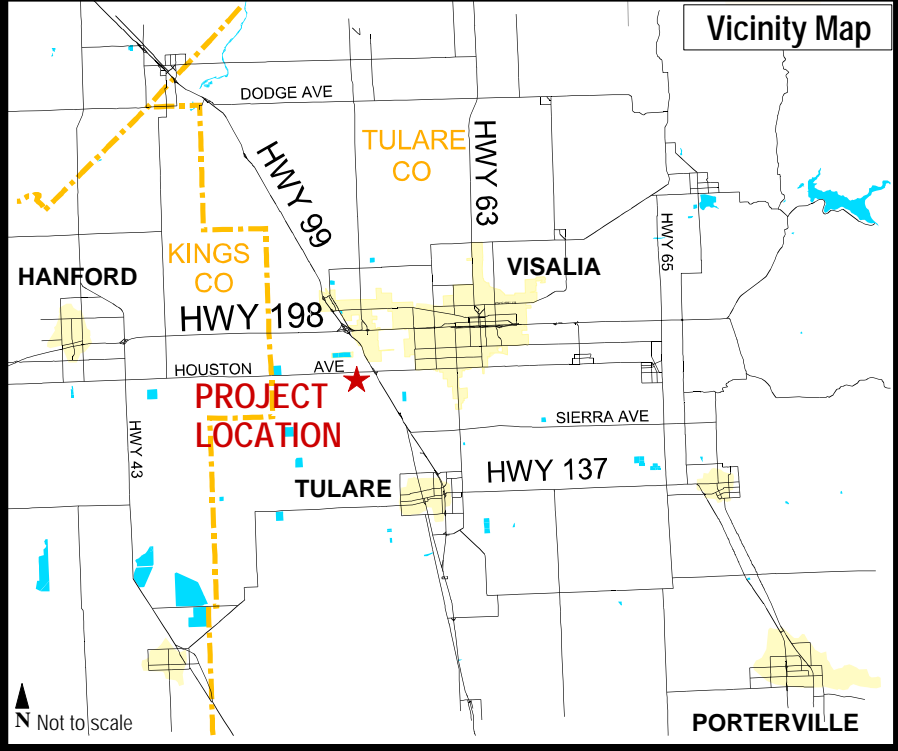 Vicinity Map
DODGE AVE
TULARE
CO
HWY 63
HWY 99
HWY 65
KINGS
CO
HANFORD
VISALIA
HWY 198
HOUSTON AVE
PROJECT
LOCATION
SIERRA AVE
HWY 43
HWY 137
TULARE
N Not to scale
PORTERVILLE